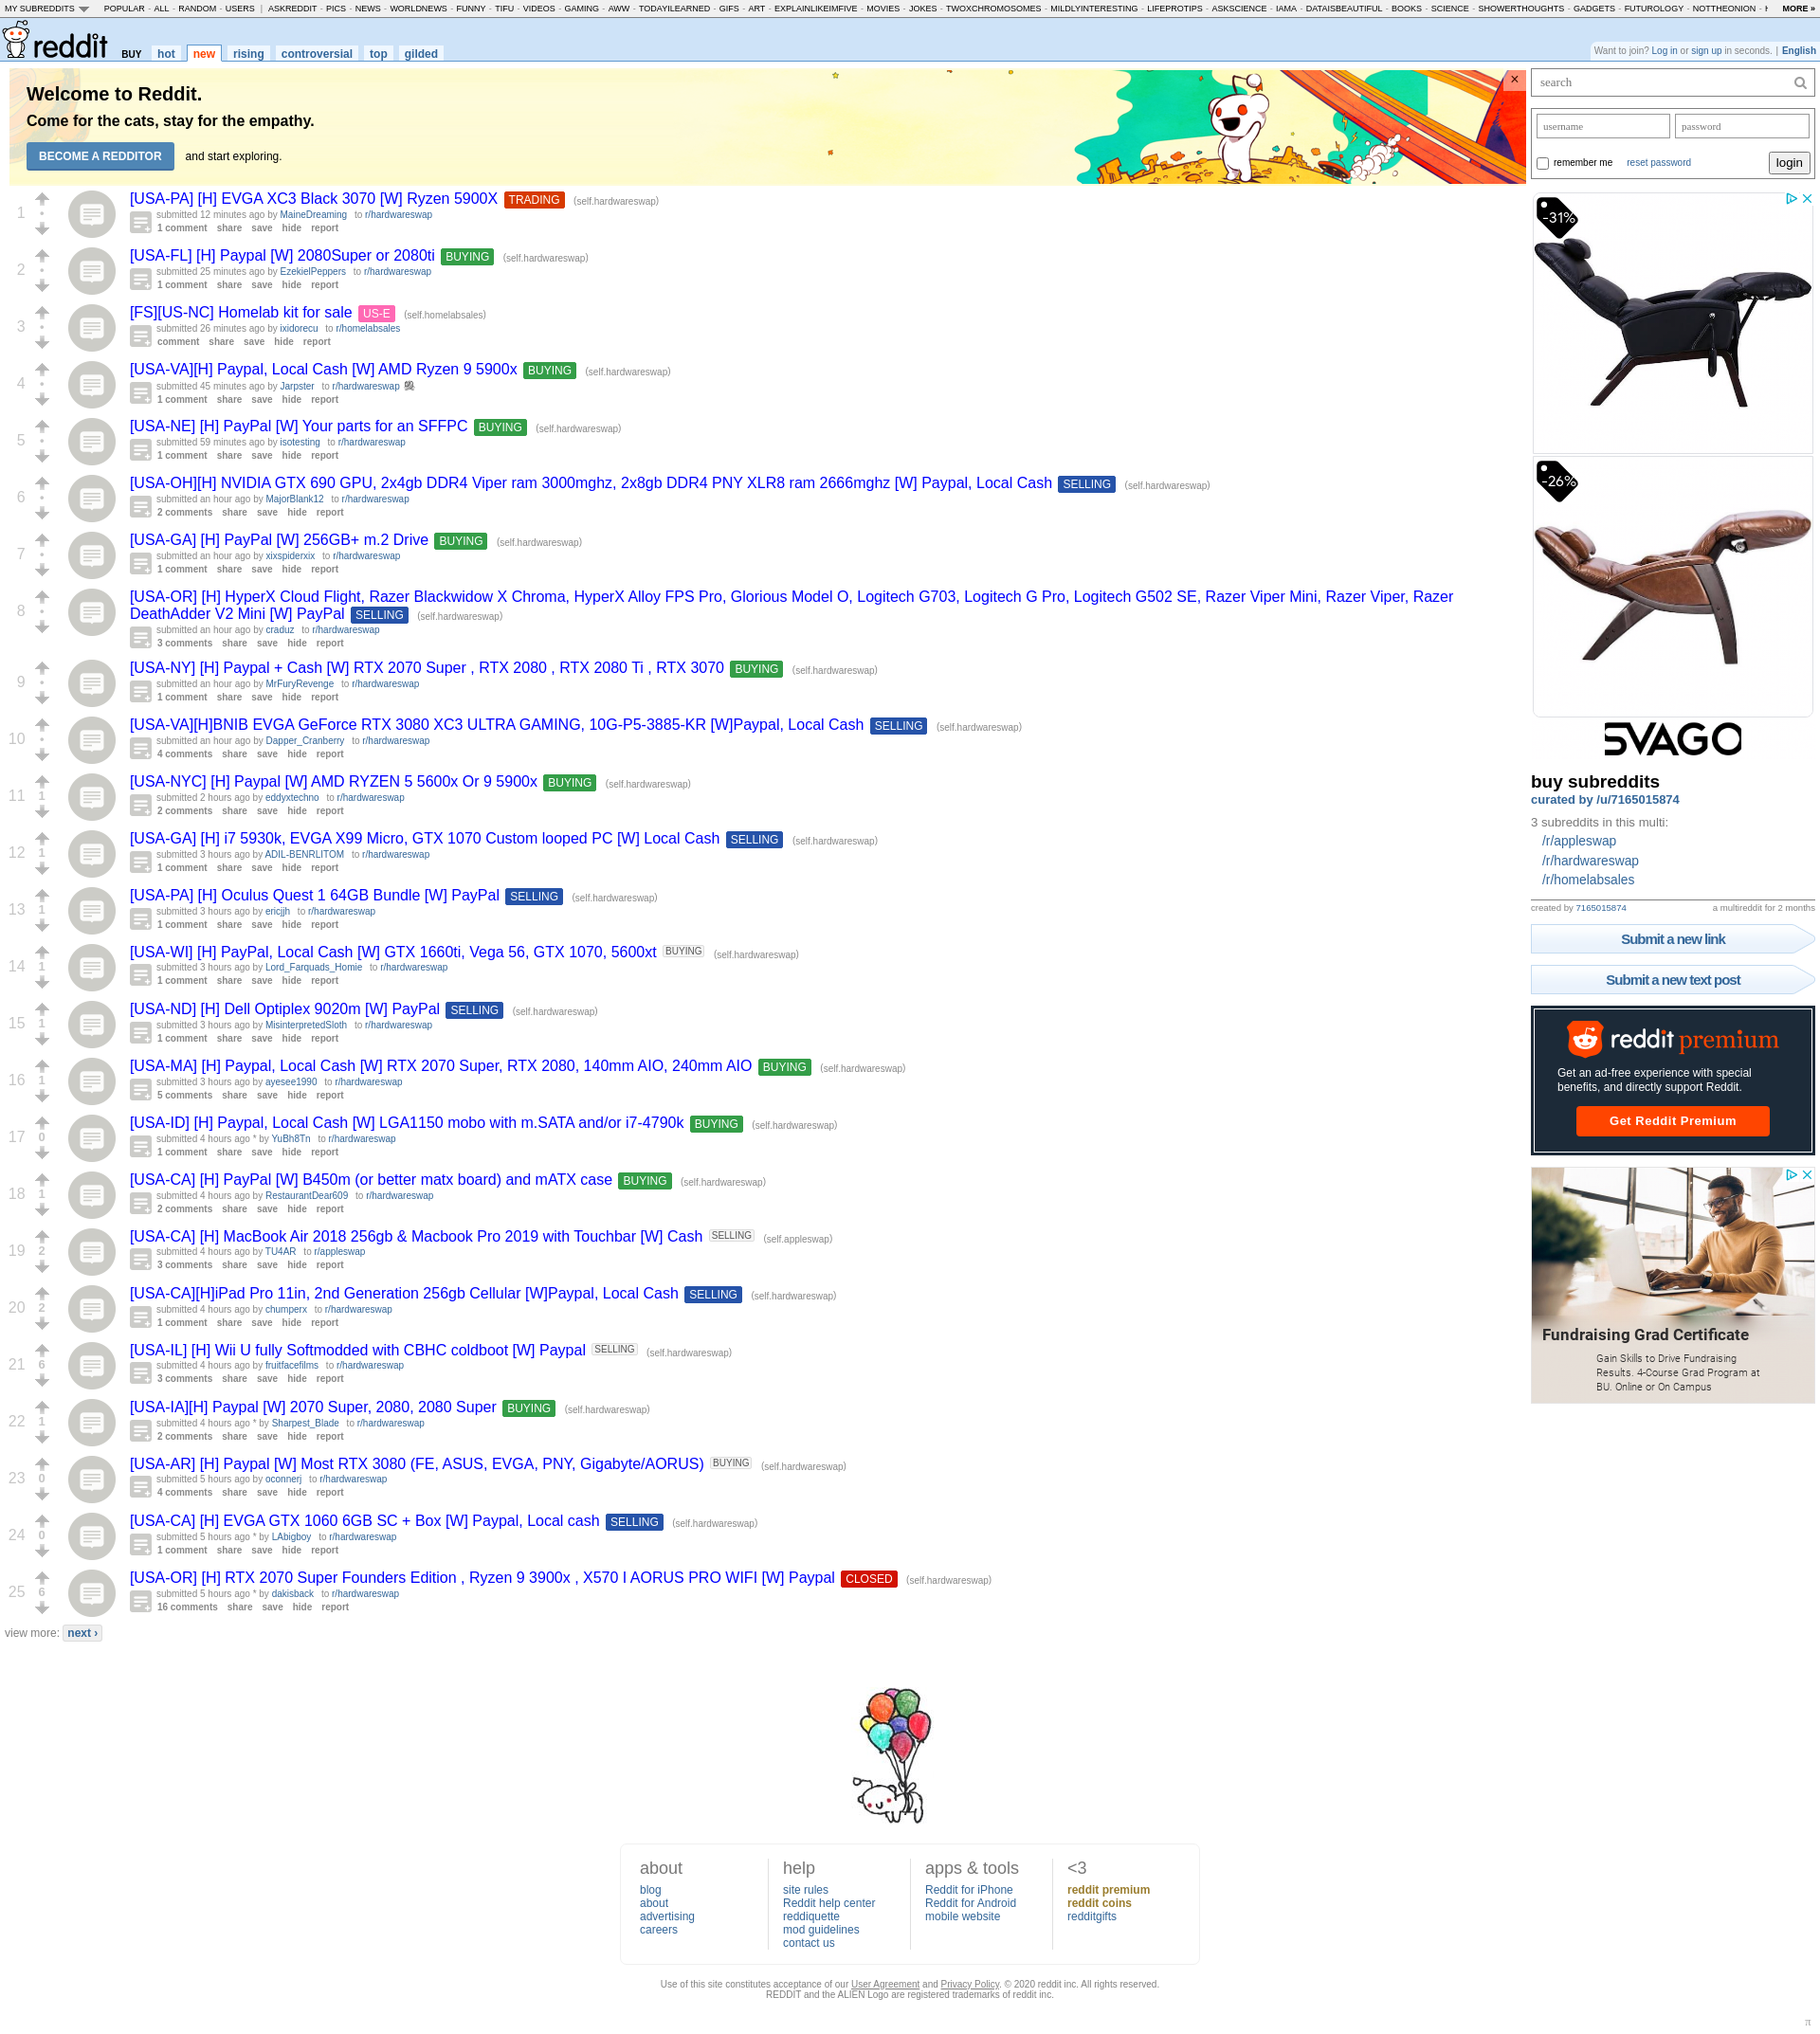 MY SUBREDDITS POPULAR - ALL - RANDOM - USERS | ASKREDDIT - PICS - NEWS - WORLDNEWS - FUNNY - TIFU - VIDEOS - GAMING - AWW - TODAYILEARNED - GIFS - ART - EXPLAINLIKEIMFIVE - MOVIES - JOKES - TWOXCHROMOSOMES - MILDLYINTERESTING - LIFEPROTIPS - ASKSCIENCE - IAMA - DATAISBEAUTIFUL - BOOKS - SCIENCE - SHOWERTHOUGHTS - GADGETS - FUTUROLOGY - NOTTHEONION - MORE »
reddit BUY hot new rising controversial top gilded
Want to join? Log in or sign up in seconds. | English
Welcome to Reddit.
Come for the cats, stay for the empathy.
BECOME A REDDITOR and start exploring.
×
1
[USA-PA] [H] EVGA XC3 Black 3070 [W] Ryzen 5900X TRADING (self.hardwareswap)
submitted 12 minutes ago by MaineDreaming to r/hardwareswap
1 comment share save hide report
2
[USA-FL] [H] Paypal [W] 2080Super or 2080ti BUYING (self.hardwareswap)
submitted 25 minutes ago by EzekielPeppers to r/hardwareswap
1 comment share save hide report
3
[FS][US-NC] Homelab kit for sale US-E (self.homelabsales)
submitted 26 minutes ago by ixidorecu to r/homelabsales
comment share save hide report
4
[USA-VA][H] Paypal, Local Cash [W] AMD Ryzen 9 5900x BUYING (self.hardwareswap)
submitted 45 minutes ago by Jarpster to r/hardwareswap
1 comment share save hide report
5
[USA-NE] [H] PayPal [W] Your parts for an SFFPC BUYING (self.hardwareswap)
submitted 59 minutes ago by isotesting to r/hardwareswap
1 comment share save hide report
6
[USA-OH][H] NVIDIA GTX 690 GPU, 2x4gb DDR4 Viper ram 3000mghz, 2x8gb DDR4 PNY XLR8 ram 2666mghz [W] Paypal, Local Cash SELLING (self.hardwareswap)
submitted an hour ago by MajorBlank12 to r/hardwareswap
2 comments share save hide report
7
[USA-GA] [H] PayPal [W] 256GB+ m.2 Drive BUYING (self.hardwareswap)
submitted an hour ago by xixspiderxix to r/hardwareswap
1 comment share save hide report
8
[USA-OR] [H] HyperX Cloud Flight, Razer Blackwidow X Chroma, HyperX Alloy FPS Pro, Glorious Model O, Logitech G703, Logitech G Pro, Logitech G502 SE, Razer Viper Mini, Razer Viper, Razer
DeathAdder V2 Mini [W] PayPal SELLING (self.hardwareswap)
submitted an hour ago by craduz to r/hardwareswap
3 comments share save hide report
9
[USA-NY] [H] Paypal + Cash [W] RTX 2070 Super , RTX 2080 , RTX 2080 Ti , RTX 3070 BUYING (self.hardwareswap)
submitted an hour ago by MrFuryRevenge to r/hardwareswap
1 comment share save hide report
10
[USA-VA][H]BNIB EVGA GeForce RTX 3080 XC3 ULTRA GAMING, 10G-P5-3885-KR [W]Paypal, Local Cash SELLING (self.hardwareswap)
submitted an hour ago by Dapper_Cranberry to r/hardwareswap
4 comments share save hide report
11 1
[USA-NYC] [H] Paypal [W] AMD RYZEN 5 5600x Or 9 5900x BUYING (self.hardwareswap)
submitted 2 hours ago by eddyxtechno to r/hardwareswap
2 comments share save hide report
12 1
[USA-GA] [H] i7 5930k, EVGA X99 Micro, GTX 1070 Custom looped PC [W] Local Cash SELLING (self.hardwareswap)
submitted 3 hours ago by ADIL-BENRLITOM to r/hardwareswap
1 comment share save hide report
13 1
[USA-PA] [H] Oculus Quest 1 64GB Bundle [W] PayPal SELLING (self.hardwareswap)
submitted 3 hours ago by ericjjh to r/hardwareswap
1 comment share save hide report
14 1
[USA-WI] [H] PayPal, Local Cash [W] GTX 1660ti, Vega 56, GTX 1070, 5600xt BUYING (self.hardwareswap)
submitted 3 hours ago by Lord_Farquads_Homie to r/hardwareswap
1 comment share save hide report
15 1
[USA-ND] [H] Dell Optiplex 9020m [W] PayPal SELLING (self.hardwareswap)
submitted 3 hours ago by MisinterpretedSloth to r/hardwareswap
1 comment share save hide report
16 1
[USA-MA] [H] Paypal, Local Cash [W] RTX 2070 Super, RTX 2080, 140mm AIO, 240mm AIO BUYING (self.hardwareswap)
submitted 3 hours ago by ayesee1990 to r/hardwareswap
5 comments share save hide report
17 0
[USA-ID] [H] Paypal, Local Cash [W] LGA1150 mobo with m.SATA and/or i7-4790k BUYING (self.hardwareswap)
submitted 4 hours ago * by YuBh8Tn to r/hardwareswap
1 comment share save hide report
18 1
[USA-CA] [H] PayPal [W] B450m (or better matx board) and mATX case BUYING (self.hardwareswap)
submitted 4 hours ago by RestaurantDear609 to r/hardwareswap
2 comments share save hide report
19 2
[USA-CA] [H] MacBook Air 2018 256gb & Macbook Pro 2019 with Touchbar [W] Cash SELLING (self.appleswap)
submitted 4 hours ago by TU4AR to r/appleswap
3 comments share save hide report
20 2
[USA-CA][H]iPad Pro 11in, 2nd Generation 256gb Cellular [W]Paypal, Local Cash SELLING (self.hardwareswap)
submitted 4 hours ago by chumperx to r/hardwareswap
1 comment share save hide report
21 6
[USA-IL] [H] Wii U fully Softmodded with CBHC coldboot [W] Paypal SELLING (self.hardwareswap)
submitted 4 hours ago by fruitfacefilms to r/hardwareswap
3 comments share save hide report
22 1
[USA-IA][H] Paypal [W] 2070 Super, 2080, 2080 Super BUYING (self.hardwareswap)
submitted 4 hours ago * by Sharpest_Blade to r/hardwareswap
2 comments share save hide report
23 0
[USA-AR] [H] Paypal [W] Most RTX 3080 (FE, ASUS, EVGA, PNY, Gigabyte/AORUS) BUYING (self.hardwareswap)
submitted 5 hours ago by oconnerj to r/hardwareswap
4 comments share save hide report
24 0
[USA-CA] [H] EVGA GTX 1060 6GB SC + Box [W] Paypal, Local cash SELLING (self.hardwareswap)
submitted 5 hours ago * by LAbigboy to r/hardwareswap
1 comment share save hide report
25 6
[USA-OR] [H] RTX 2070 Super Founders Edition , Ryzen 9 3900x , X570 I AORUS PRO WIFI [W] Paypal CLOSED (self.hardwareswap)
submitted 5 hours ago * by dakisback to r/hardwareswap
16 comments share save hide report
view more: next ›
search
username password
remember me reset password login
-31%
-26%
SVAGO
buy subreddits
curated by /u/7165015874
3 subreddits in this multi:
/r/appleswap
/r/hardwareswap
/r/homelabsales
created by 7165015874 a multireddit for 2 months
Submit a new link
Submit a new text post
reddit premium
Get an ad-free experience with special
benefits, and directly support Reddit.
Get Reddit Premium
Fundraising Grad Certificate
Gain Skills to Drive Fundraising
Results. 4-Course Grad Program at
BU. Online or On Campus
about
blog
about
advertising
careers
help
site rules
Reddit help center
reddiquette
mod guidelines
contact us
apps & tools
Reddit for iPhone
Reddit for Android
mobile website
<3
reddit premium
reddit coins
redditgifts
Use of this site constitutes acceptance of our User Agreement and Privacy Policy. © 2020 reddit inc. All rights reserved.
REDDIT and the ALIEN Logo are registered trademarks of reddit inc.
π